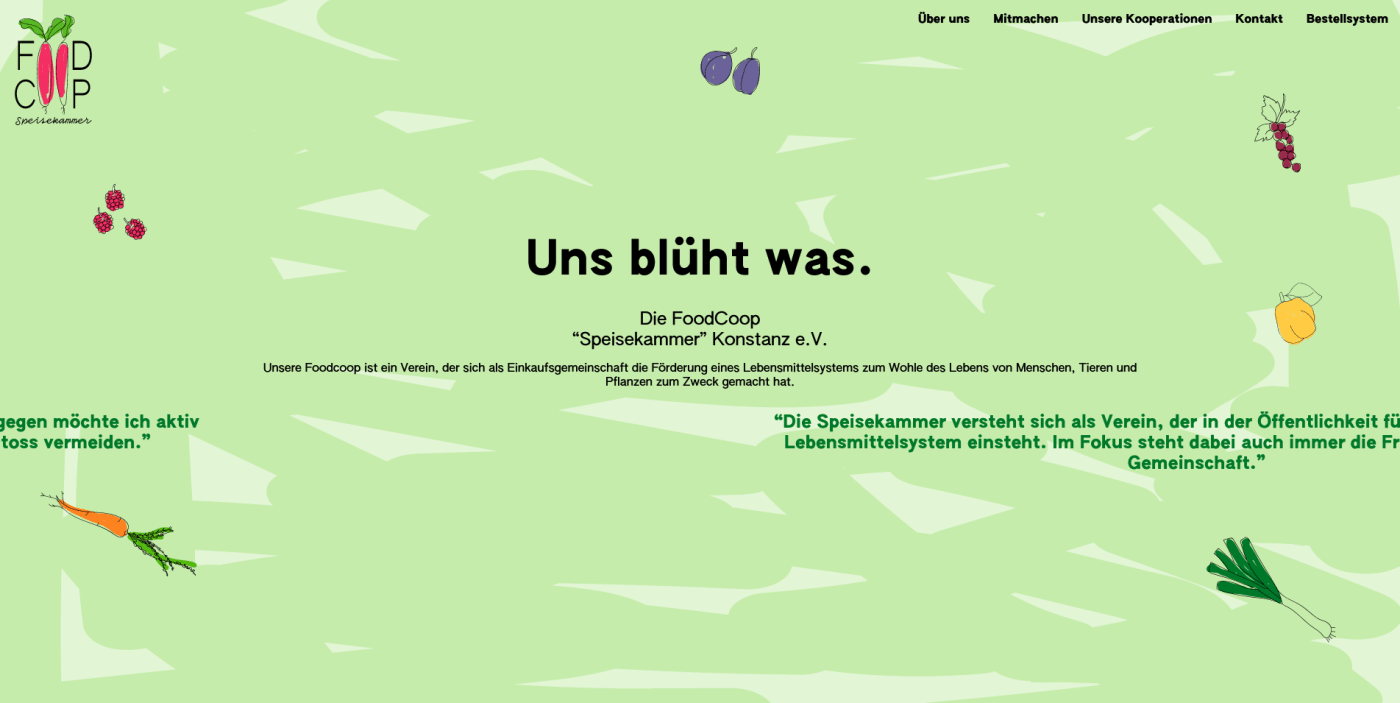 FOOD
COOP
Speisekammer
Über uns Mitmachen Unsere Kooperationen Kontakt Bestellsystem
Uns blüht was.
Die FoodCoop
“Speisekammer” Konstanz e.V.
Unsere Foodcoop ist ein Verein, der sich als Einkaufsgemeinschaft die Förderung eines Lebensmittelsystems zum Wohle des Lebens von Menschen, Tieren und
Pflanzen zum Zweck gemacht hat.
gegen möchte ich aktiv
toss vermeiden.”
“Die Speisekammer versteht sich als Verein, der in der Öffentlichkeit fü
Lebensmittelsystem einsteht. Im Fokus steht dabei auch immer die Fr
Gemeinschaft.”